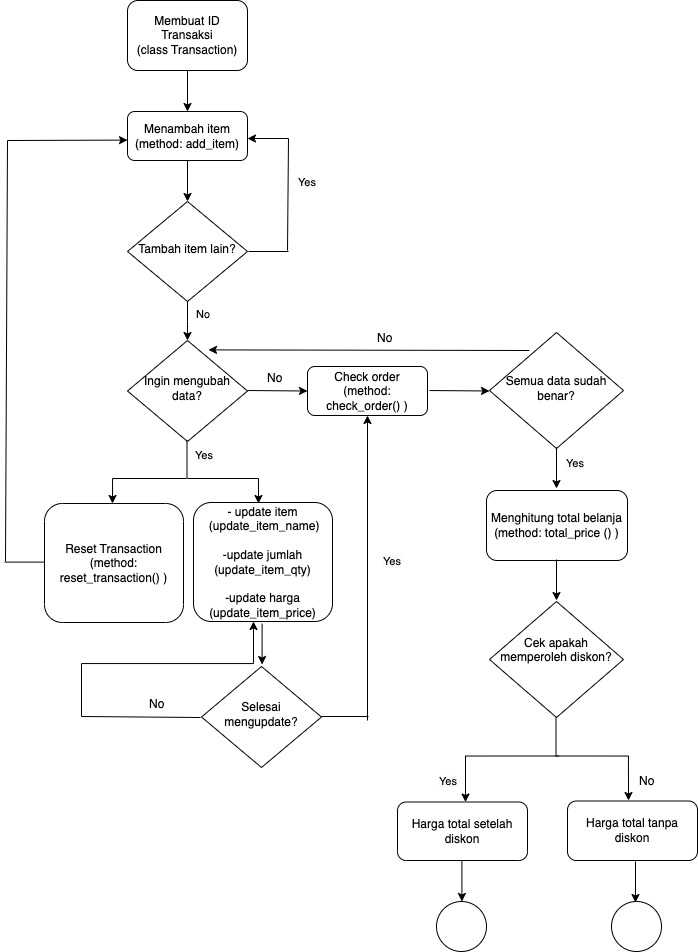 Membuat ID
Transaksi
(class Transaction)
Menambah item
(method: add_item)
Yes
Tambah item lain?
No
No
Ingin mengubah
data?
No
Check order
(method:
check_order() )
Semua data sudah
benar?
Yes
Yes
Reset Transaction
(method:
reset_transaction() )
- update item
(update_item_name)
-update jumlah
(update_item_qty)
-update harga
(update_item_price)
Yes
Menghitung total belanja
(method: total_price () )
Cek apakah
memperoleh diskon?
No
Selesai
mengupdate?
Yes
No
Harga total setelah
diskon
Harga total tanpa
diskon